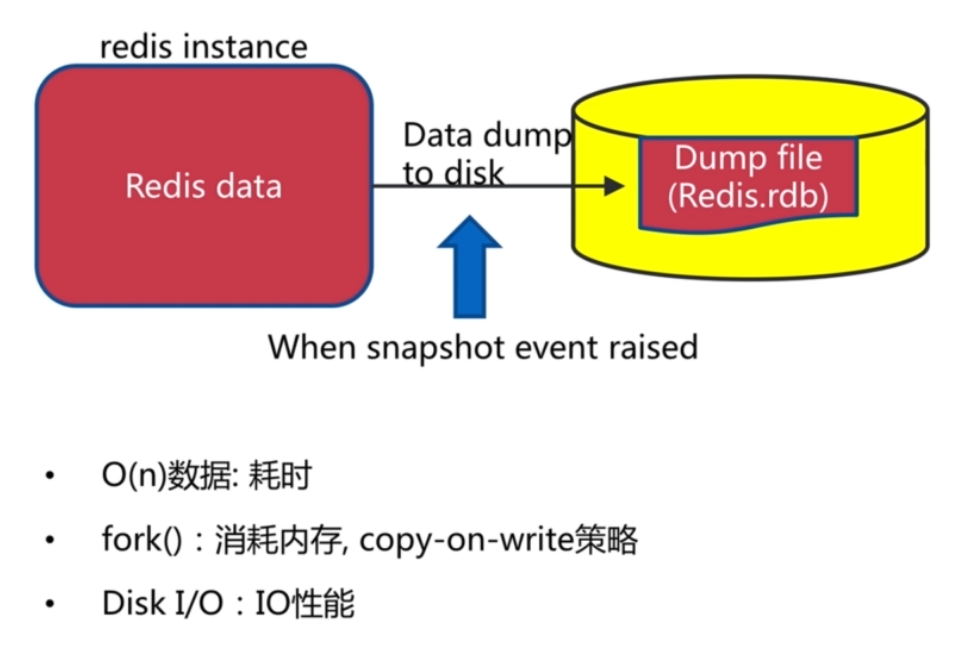 redis instance
Redis data
Data dump
to disk
Dump file
(Redis.rdb)
When snapshot event raised
• O(n)数据: 耗时
• fork()：消耗内存, copy-on-write策略
• Disk I/O：IO性能